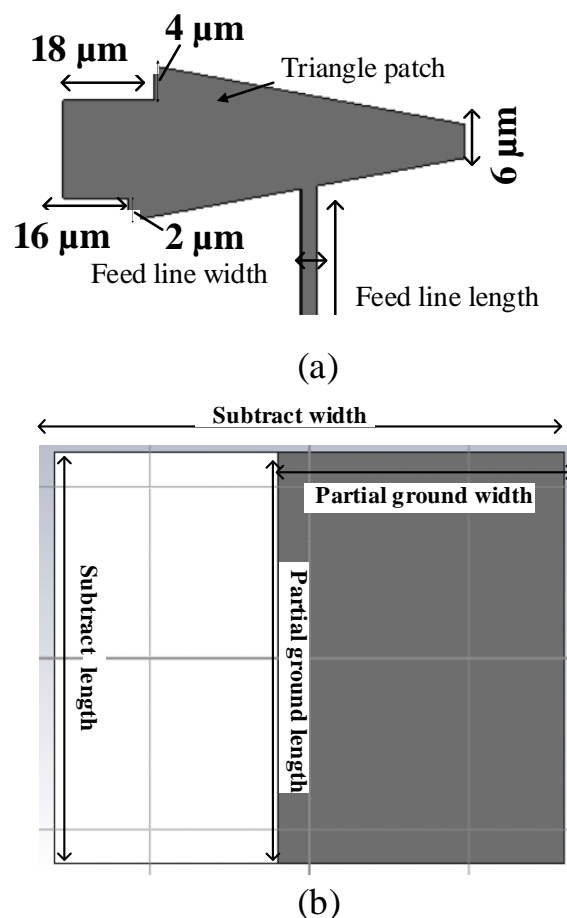 4 µm
18 µm
Triangle patch
9 µm
16 µm
2 µm
Feed line width
Feed line length
(a)
Subtract width
Partial ground width
Subtract length
Partial ground length
(b)